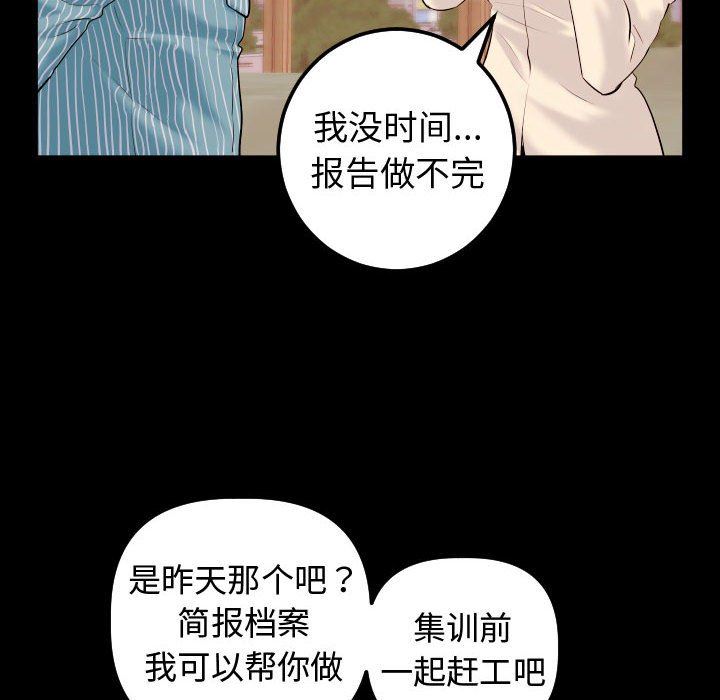 我没时间...
报告做不完
是昨天那个吧？
简报档案
我可以帮你做
集训前
一起赶工吧